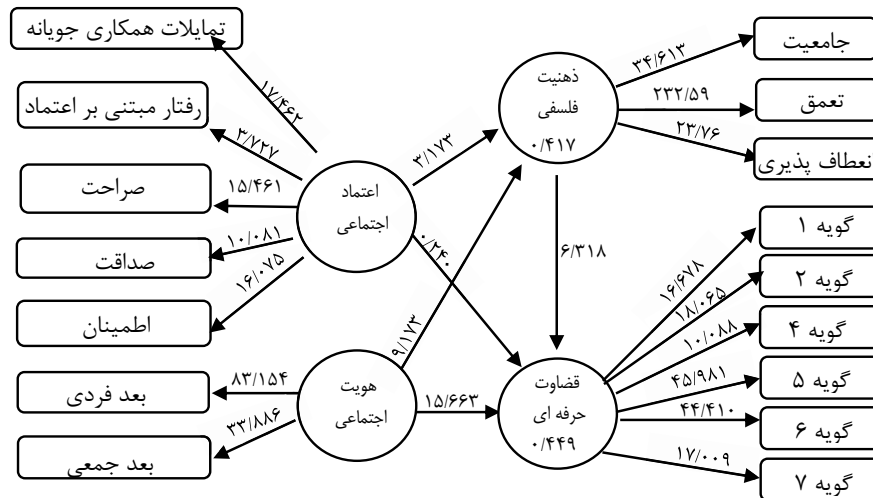 تمایلات همکاری جویانه
رفتار مبتنی بر اعتماد
صراحت
صداقت
اطمینان
بعد فردی
بعد جمعی
۱۷/۴۶۲
۳/۷۲۷
۱۵/۴۶۱
۱۰/۰۸۱
۱۶/۰۷۵
۸۳/۱۵۴
۳۳/۸۸۶
اعتماد
اجتماعی
هویت
اجتماعی
۳/۱۷۳
۰/۲۴۰
۹/۱۷۳
۱۵/۶۶۳
ذهنیت
فلسفی
۰/۴۱۷
۶/۳۱۸
قضاوت
حرفه ای
۰/۴۴۹
۳۴/۶۱۳
۲۳۲/۵۹
۲۳/۷۶
۱۶/۶۷۸
۱۸/۰۶۵
۱۰/۰۸۸
۴۵/۹۸۱
۴۴/۴۱۰
۱۷/۰۰۹
جامعیت
تعمق
نعطاف پذیری
گویه ۱
گویه ۲
گویه ۴
گویه ۵
گویه ۶
گویه ۷